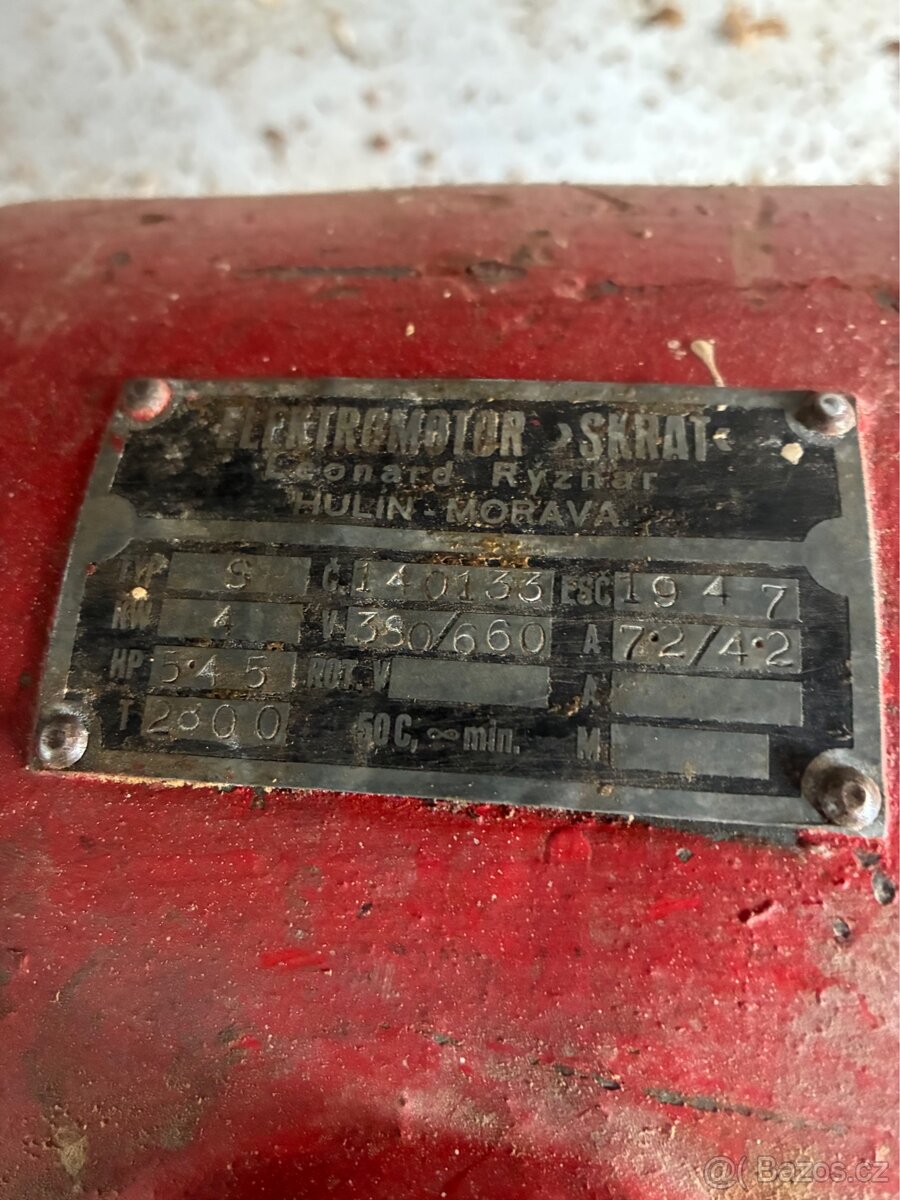 ELEKTROMOTOR »SKRAT«
Leonard Ryznar
HULÍN - MORAVA
TYP S Č. 140133 ESČ 1947
KW 4 V 380/660 A 7·2/4·2
HP 5·45 ROT. V A
T 2800 50 C, ∞ min. M
@( Bazos.cz